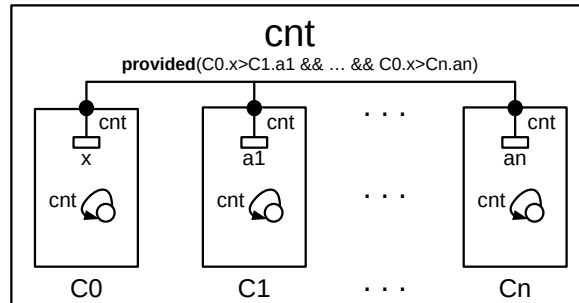 cnt
provided(C0.x>C1.a1 && … && C0.x>Cn.an)
cnt cnt . . . cnt
x a1 an
cnt cnt . . . cnt
C0 C1 . . . Cn